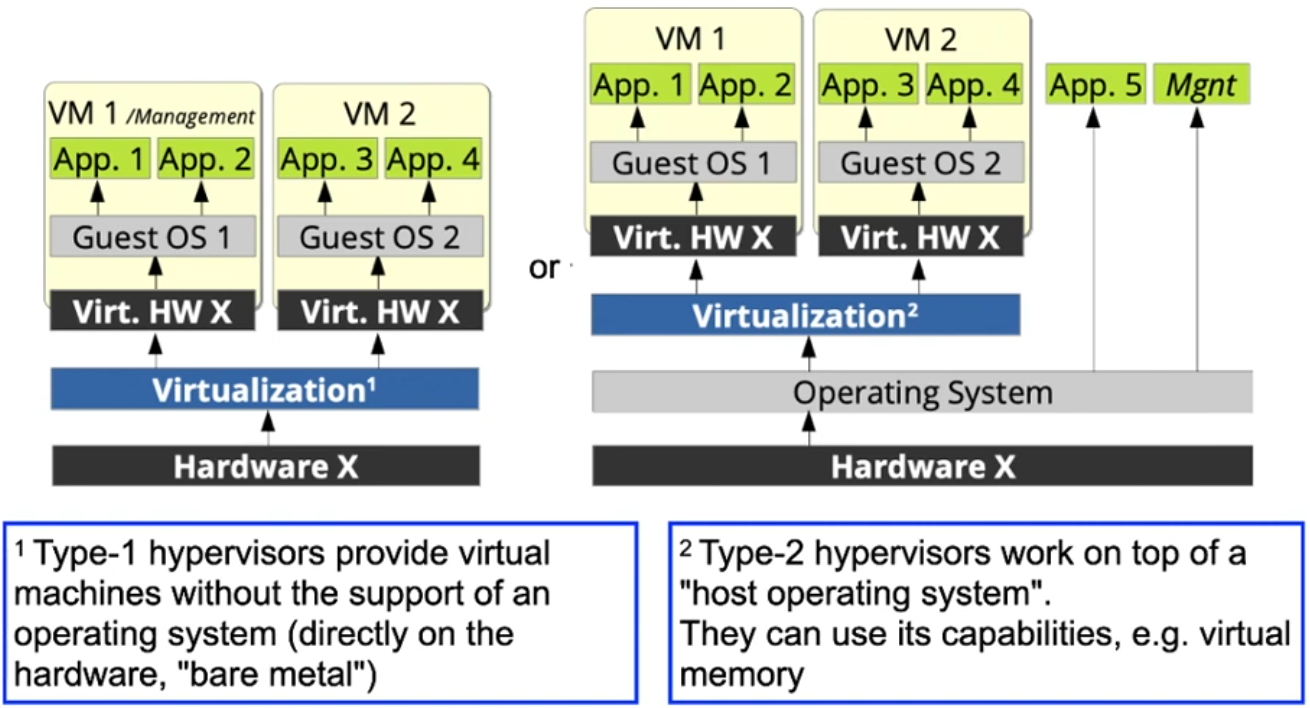 VM 1 /Management
App. 1 App. 2
Guest OS 1
Virt. HW X
VM 2
App. 3 App. 4
Guest OS 2
Virt. HW X
Virtualization¹
Hardware X
or
VM 1
App. 1 App. 2
Guest OS 1
Virt. HW X
VM 2
App. 3 App. 4
Guest OS 2
Virt. HW X
App. 5 Mgnt
Virtualization²
Operating System
Hardware X
¹ Type-1 hypervisors provide virtual
machines without the support of an
operating system (directly on the
hardware, "bare metal")
² Type-2 hypervisors work on top of a
"host operating system".
They can use its capabilities, e.g. virtual
memory